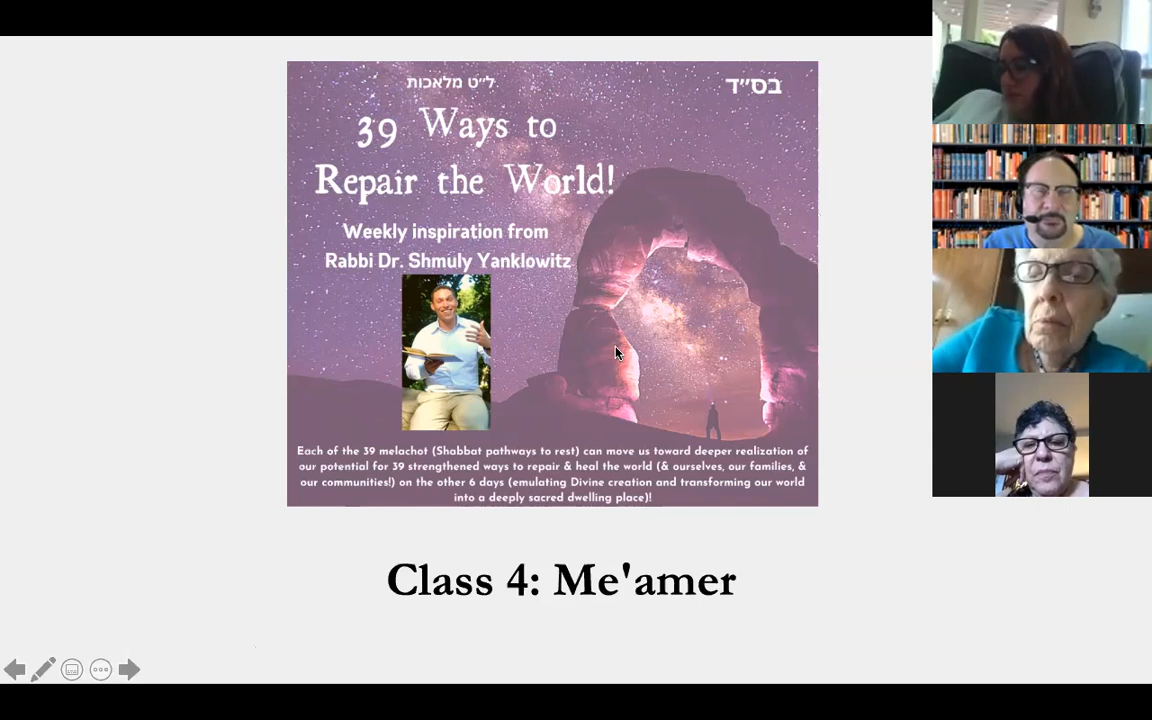 בס״ד
ל״ט מלאכות
39 Ways to
Repair the World!
Weekly inspiration from
Rabbi Dr. Shmuly Yanklowitz
Each of the 39 melachot (Shabbat pathways to rest) can move us toward deeper realization of
our potential for 39 strengthened ways to repair & heal the world (& ourselves, our families, &
our communities!) on the other 6 days (emulating Divine creation and transforming our world
into a deeply sacred dwelling place)!
Class 4: Me'amer